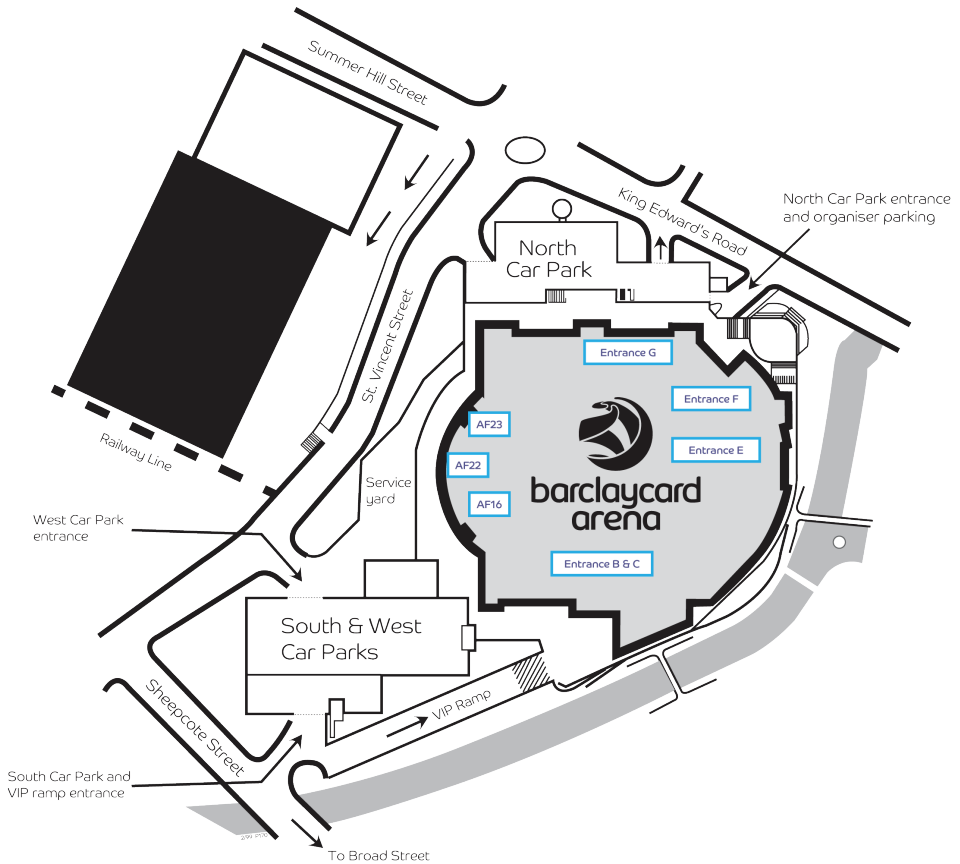 Summer Hill Street
King Edward's Road
North Car Park entrance
and organiser parking
North
Car Park
St. Vincent Street
Entrance G
Entrance F
AF23
Entrance E
AF22
barclaycard
arena
AF16
Railway Line
Service
yard
West Car Park
entrance
Entrance B & C
South & West
Car Parks
Sheepcote Street
VIP Ramp
South Car Park and
VIP ramp entrance
To Broad Street